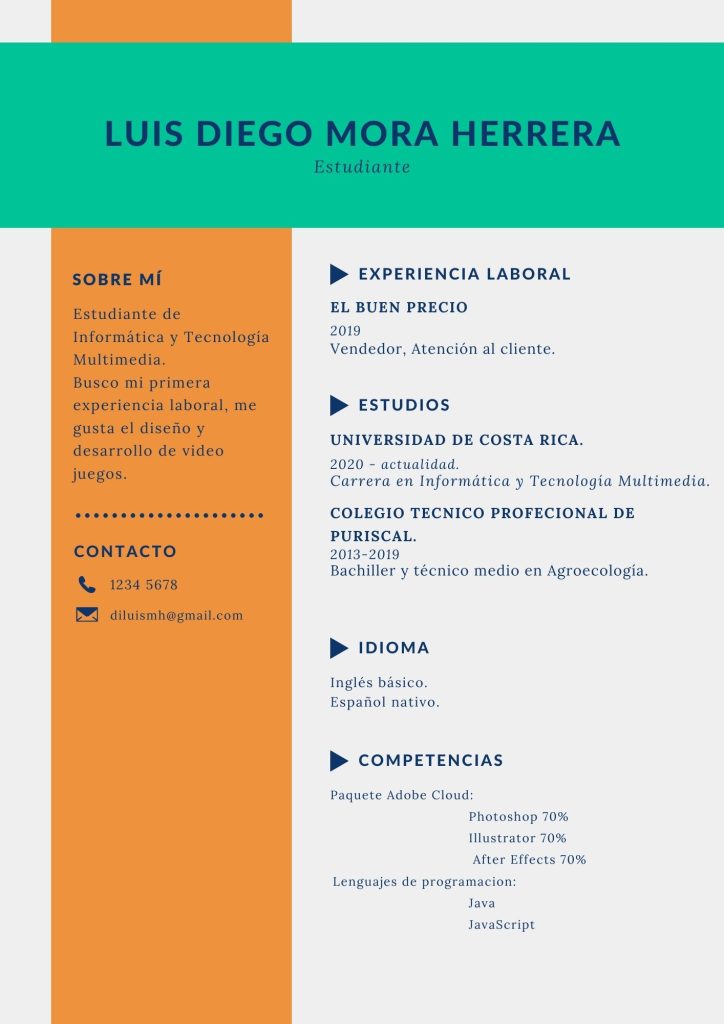 LUIS DIEGO MORA HERRERA
Estudiante
SOBRE MÍ
Estudiante de
Informática y Tecnología
Multimedia.
Busco mi primera
experiencia laboral, me
gusta el diseño y
desarrollo de video
juegos.
CONTACTO
1234 5678
diluismh@gmail.com
EXPERIENCIA LABORAL
EL BUEN PRECIO
2019
Vendedor, Atención al cliente.
ESTUDIOS
UNIVERSIDAD DE COSTA RICA.
2020 - actualidad.
Carrera en Informática y Tecnología Multimedia.
COLEGIO TECNICO PROFECIONAL DE
PURISCAL.
2013-2019
Bachiller y técnico medio en Agroecología.
IDIOMA
Inglés básico.
Español nativo.
COMPETENCIAS
Paquete Adobe Cloud:
Photoshop 70%
Illustrator 70%
After Effects 70%
Lenguajes de programacion:
Java
JavaScript